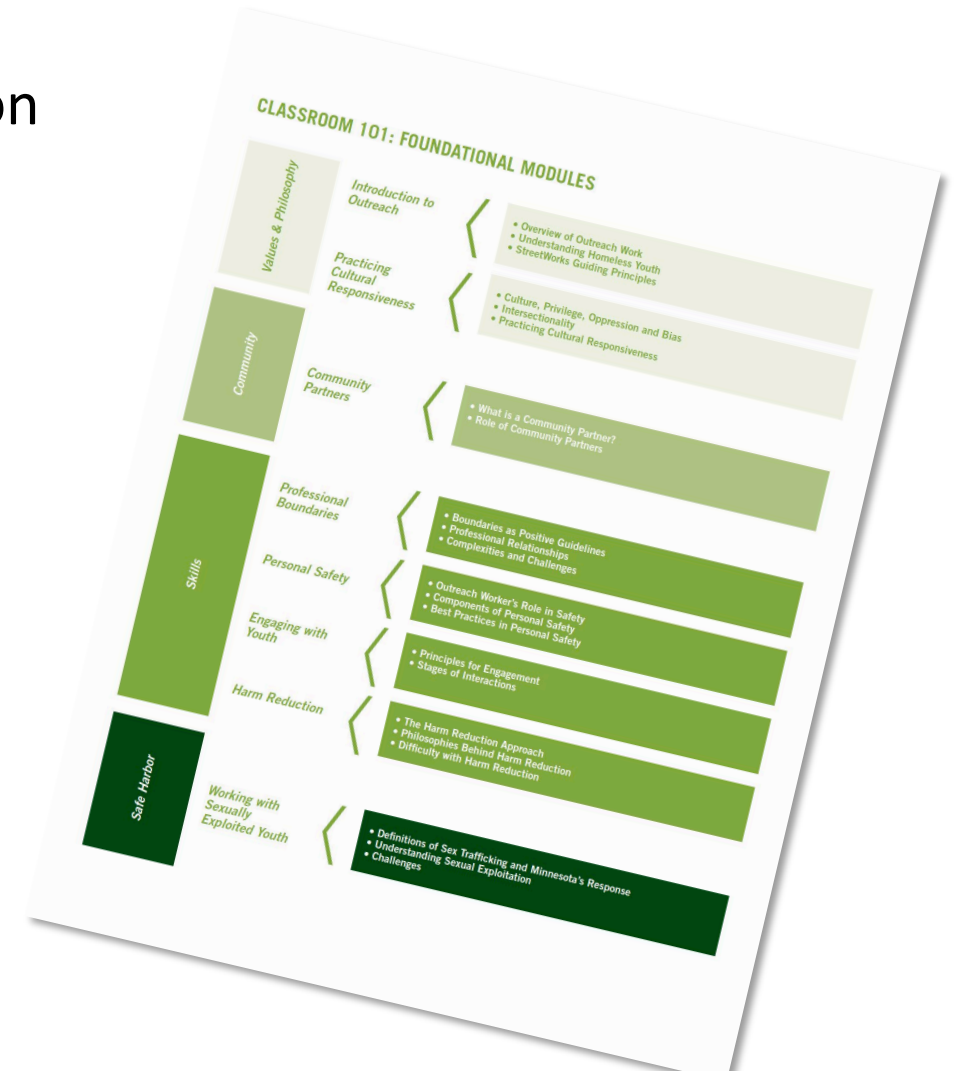 on
CLASSROOM 101: FOUNDATIONAL MODULES
Values & Philosophy
Introduction to
Outreach
• Overview of Outreach Work
• Understanding Homeless Youth
• StreetWorks Guiding Principles
Practicing
Cultural
Responsiveness
• Culture, Privilege, Oppression and Bias
• Intersectionality
• Practicing Cultural Responsiveness
Community
Community
Partners
• What is a Community Partner?
• Role of Community Partners
Skills
Professional
Boundaries
• Boundaries as Positive Guidelines
• Professional Relationships
• Complexities and Challenges
Personal Safety
• Outreach Worker's Role in Safety
• Components of Personal Safety
• Best Practices in Personal Safety
Engaging with
Youth
• Principles for Engagement
• Stages of Interactions
Harm Reduction
• The Harm Reduction Approach
• Philosophies Behind Harm Reduction
• Difficulty with Harm Reduction
Safe Harbor
Working with
Sexually
Exploited Youth
• Definitions of Sex Trafficking and Minnesota's Response
• Understanding Sexual Exploitation
• Challenges